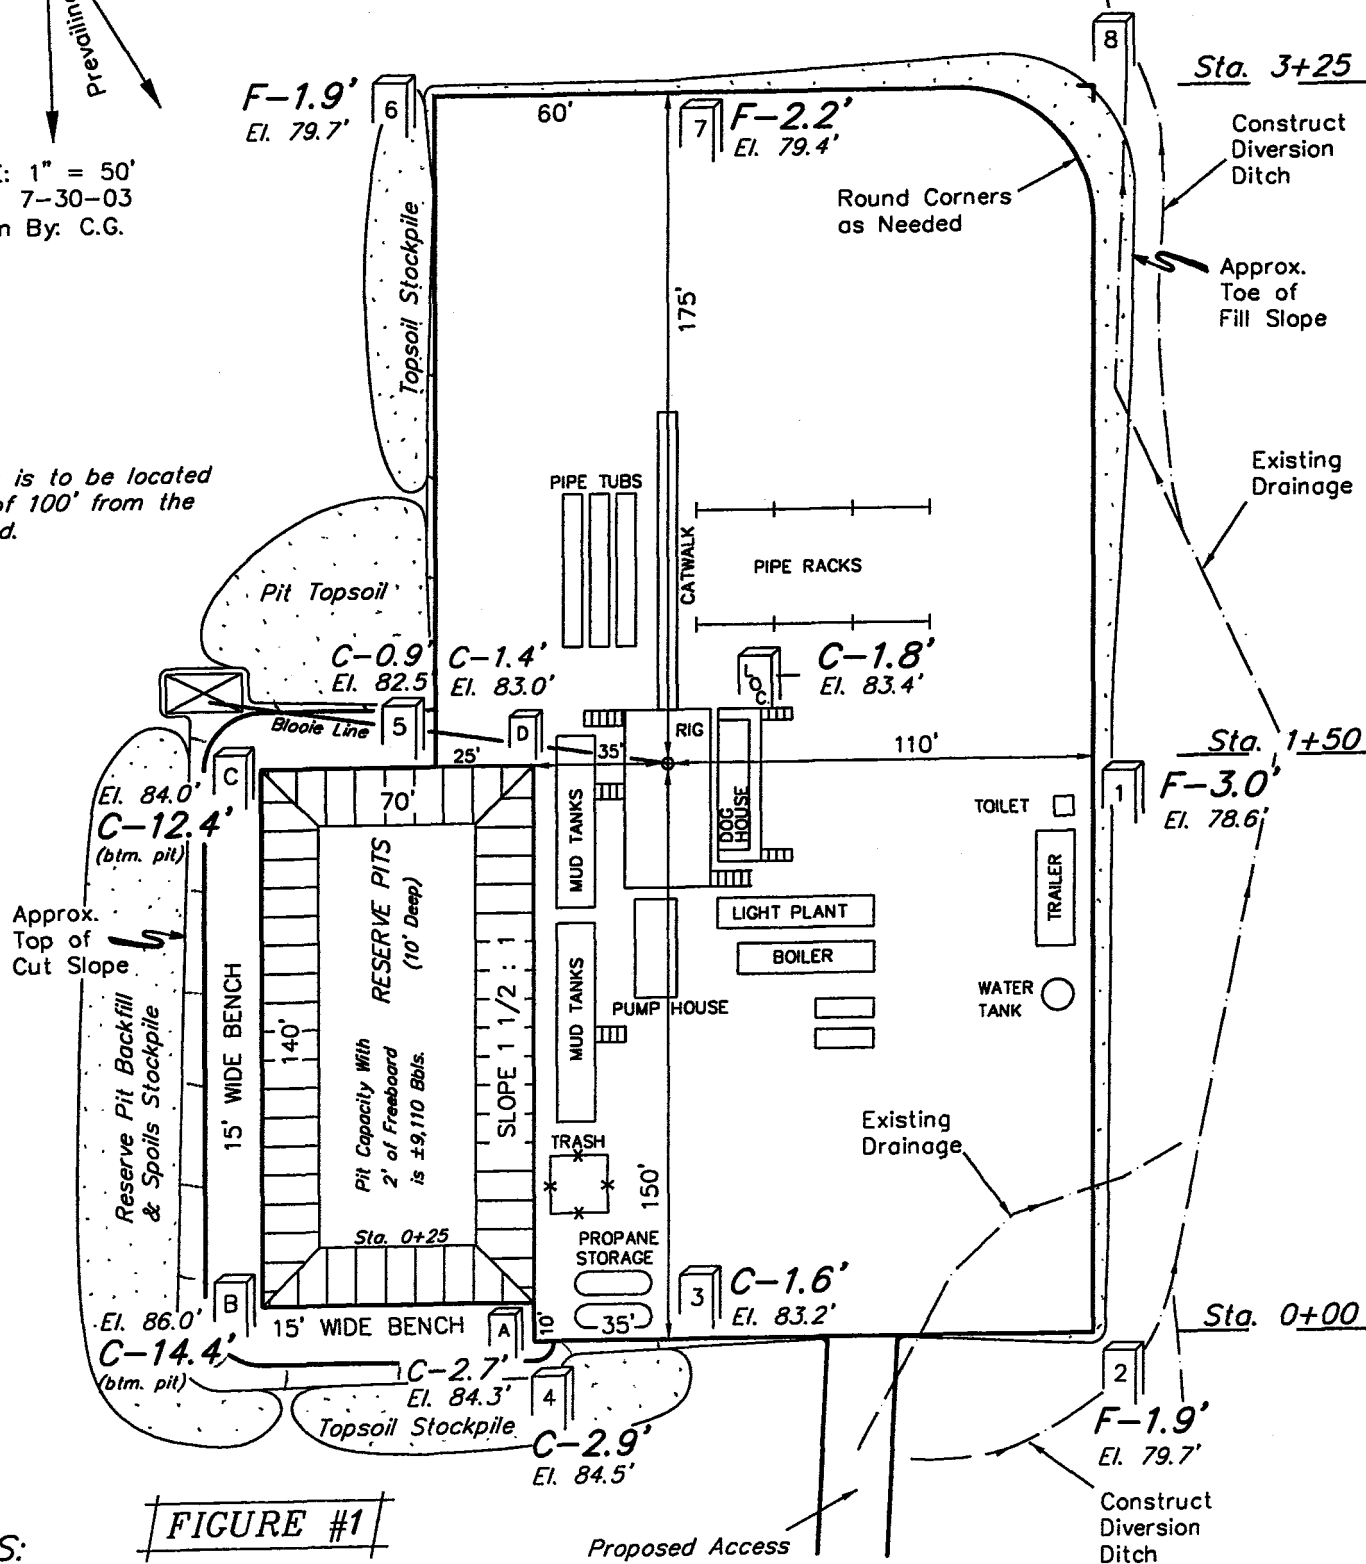 Prevailin
: 1" = 50'
7-30-03
n By: C.G.
is to be located
of 100' from the
d.
F-1.9'
El. 79.7'
6
60'
7
F-2.2'
El. 79.4'
8
Sta. 3+25
Construct
Diversion
Ditch
Round Corners
as Needed
Approx.
Toe of
Fill Slope
Topsoil Stockpile
175'
Existing
Drainage
PIPE TUBS
CATWALK
PIPE RACKS
Pit Topsoil
C-0.9'
El. 82.5
C-1.4'
El. 83.0'
LOC.
C-1.8'
El. 83.4'
Blooie Line
5
D
RIG
25'
35'
110'
Sta. 1+50
C
El. 84.0'
C-12.4'
(btm. pit)
70'
MUD TANKS
DOG HOUSE
TOILET
1
F-3.0'
El. 78.6'
TRAILER
RESERVE PITS
(10' Deep)
LIGHT PLANT
BOILER
Approx.
Top of
Cut Slope
PUMP HOUSE
WATER
TANK
MUD TANKS
SLOPE 1 1/2 : 1
15' WIDE BENCH
140'
Pit Capacity With
2' of Freeboard
is ±9,110 Bbls.
Reserve Pit Backfill
& Spoils Stockpile
Existing
Drainage
TRASH
150'
Sta. 0+25
PROPANE
STORAGE
3
C-1.6'
El. 83.2'
B
El. 86.0'
C-14.4'
(btm. pit)
15' WIDE BENCH
A
10'
35'
Sta. 0+00
C-2.7'
El. 84.3'
4
2
F-1.9'
El. 79.7'
Topsoil Stockpile
C-2.9'
El. 84.5'
FIGURE #1
Proposed Access
Construct
Diversion
Ditch
S: